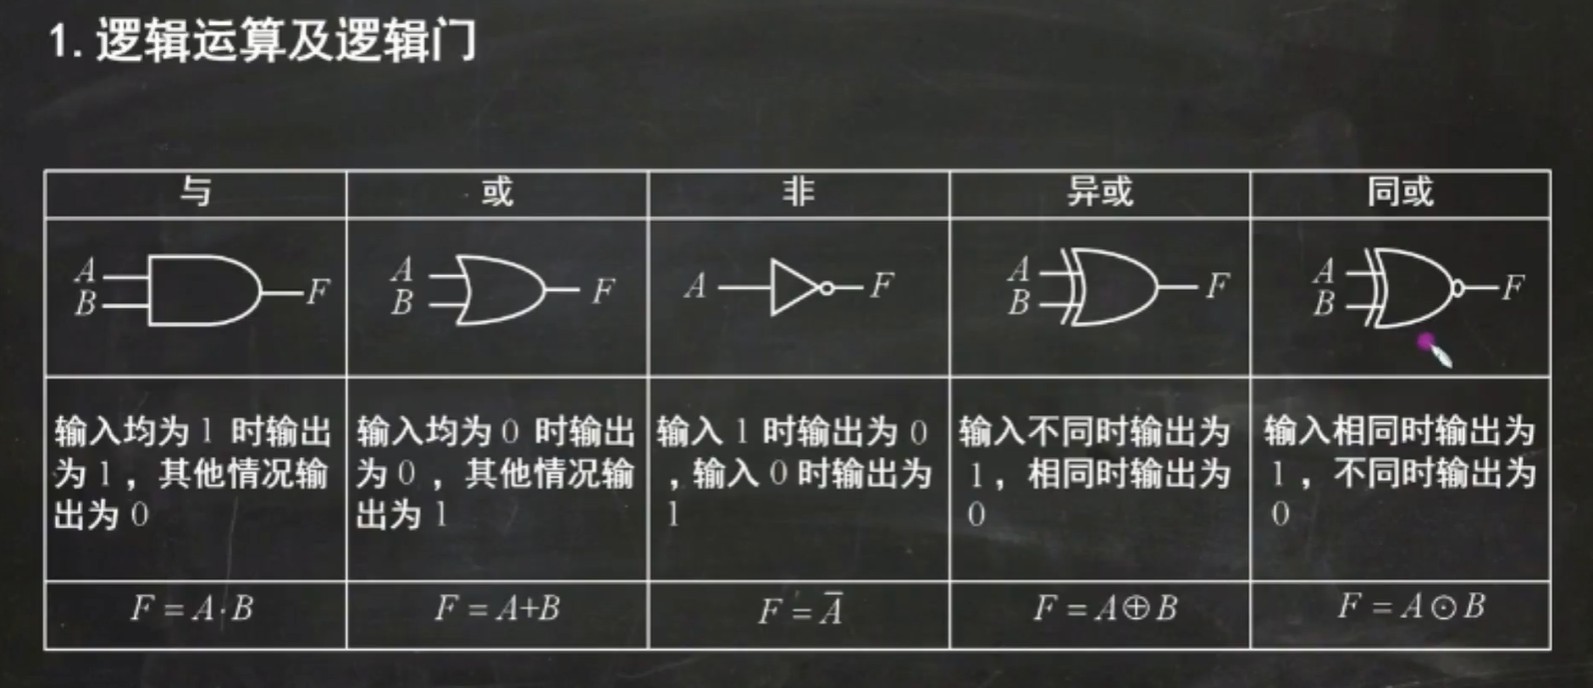 1. 逻辑运算及逻辑门
与 或 非 异或 同或
A
B
F
A
B
F
A
F
A
B
F
A
B
F
输入均为 1 时输出
为 1 ，其他情况输
出为 0
输入均为 0 时输出
为 0 ，其他情况输
出为 1
输入 1 时输出为 0
，输入 0 时输出为
1
输入不同时输出为
1，相同时输出为
0
输入相同时输出为
1 ，不同时输出为
0
F = A·B
F = A+B
F = A̅
F = A⊕B
F = A⊙B